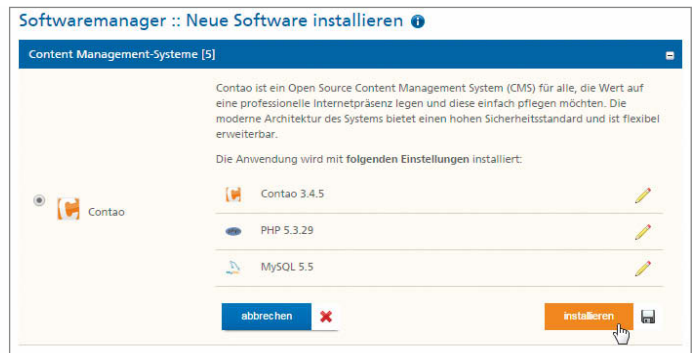 Softwaremanager :: Neue Software installieren
Content Management-Systeme [5]
Contao ist ein Open Source Content Management System (CMS) für alle, die Wert auf
eine professionelle Internetpräsenz legen und diese einfach pflegen möchten. Die
moderne Architektur des Systems bietet einen hohen Sicherheitsstandard und ist flexibel
erweiterbar.
Die Anwendung wird mit folgenden Einstellungen installiert:
Contao
Contao 3.4.5
PHP 5.3.29
MySQL 5.5
abbrechen
installieren